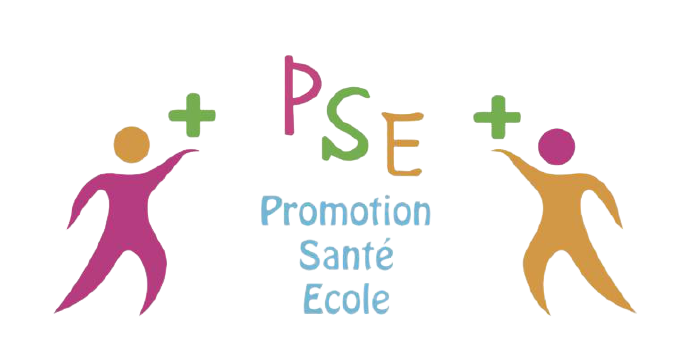 PSE
Promotion
Santé
Ecole